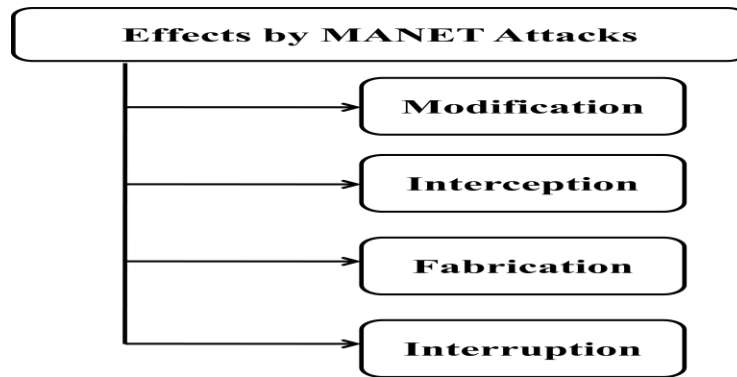 Effects by MANET Attacks
Modification
Interception
Fabrication
Interruption